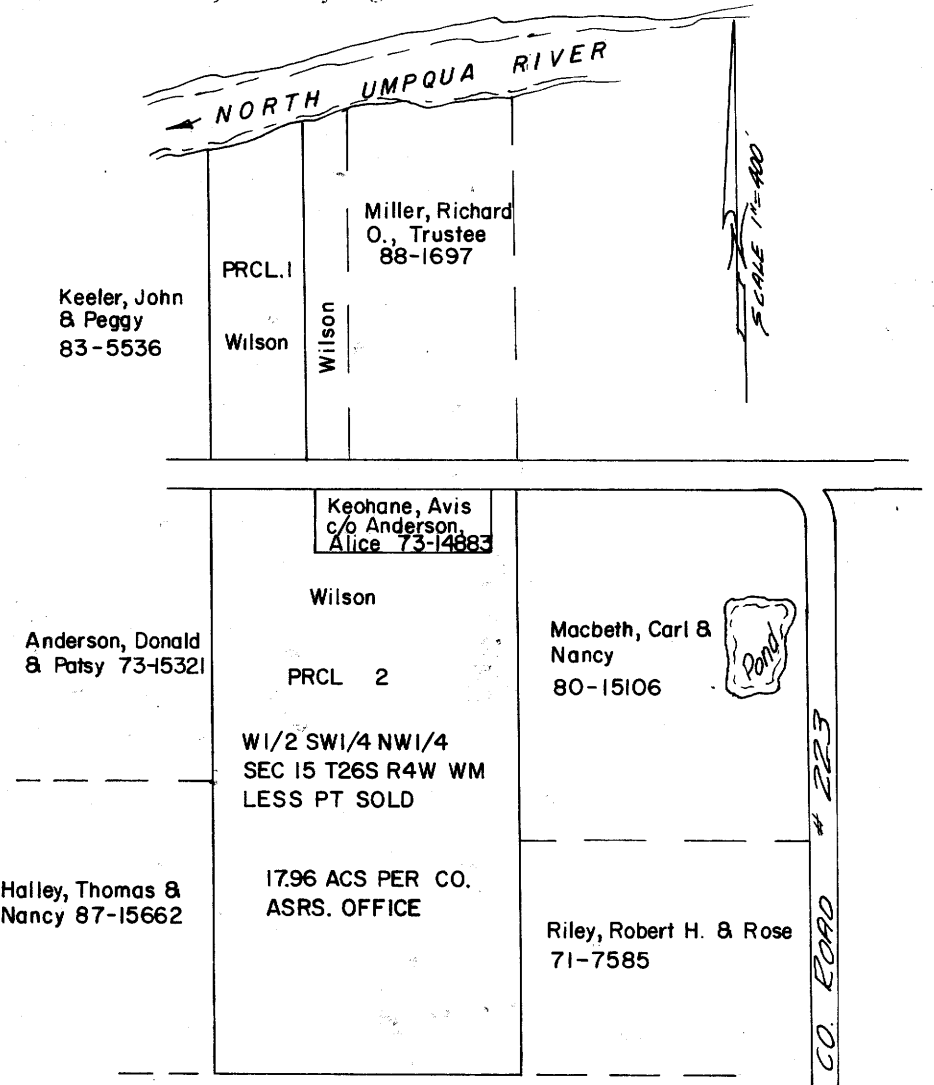 NORTH UMPQUA RIVER
SCALE 1"=400'
Miller, Richard
O., Trustee
88-1697
PRCL. 1
Wilson
Wilson
Keeler, John
& Peggy
83-5536
Keohane, Avis
c/o Anderson,
Alice 73-14883
Wilson
PRCL 2
W1/2 SW1/4 NW1/4
SEC 15 T26S R4W WM
LESS PT SOLD
17.96 ACS PER CO.
ASRS. OFFICE
Anderson, Donald
& Patsy 73-15321
Halley, Thomas &
Nancy 87-15662
Macbeth, Carl &
Nancy
80-15106
Pond
Riley, Robert H. & Rose
71-7585
CO. ROAD # 223